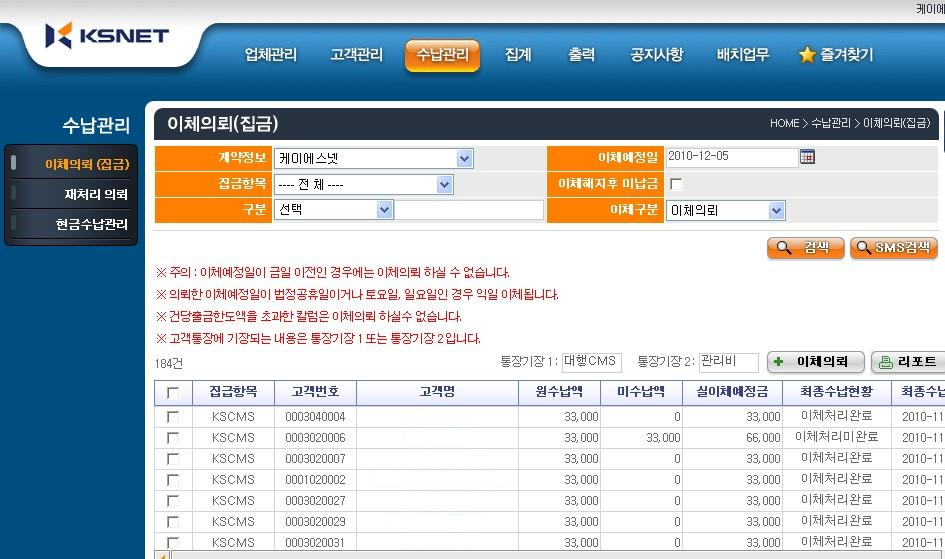 케이에
KSNET
업체관리 고객관리 수납관리 집계 출력 공지사항 배치업무 즐겨찾기
수납관리
이체의뢰 (집금)
재처리 의뢰
현금수납관리
이체의뢰(집금)
HOME > 수납관리 > 이체의뢰(집금)
계약정보 케이에스넷 이체예정일 2010-12-05
집금항목 ---- 전 체 ---- 이체해지후 미납금
구분 선택 이체구분 이체의뢰
검색 SMS검색
※ 주의 : 이체예정일이 금일 이전인 경우에는 이체의뢰 하실 수 없습니다.
※ 의뢰한 이체예정일이 법정공휴일이거나 토요일, 일요일인 경우 익일 이체됩니다.
※ 건당출금한도액을 초과한 칼럼은 이체의뢰 하실수 없습니다.
※ 고객통장에 기장되는 내용은 통장기장 1 또는 통장기장 2 입니다.
184건 통장기장 1 : 대행CMS 통장기장 2 : 관리비 이체의뢰 리포트
집금항목 고객번호 고객명 원수납액 미수납액 실이체예정금 최종수납현황 최종수납
KSCMS 0003040004 33,000 0 33,000 이체처리완료 2010-11
KSCMS 0003020006 33,000 33,000 66,000 이체처리미완료 2010-11
KSCMS 0003020007 33,000 0 33,000 이체처리완료 2010-11
KSCMS 0001020002 33,000 0 33,000 이체처리완료 2010-11
KSCMS 0003020027 33,000 0 33,000 이체처리완료 2010-11
KSCMS 0003020029 33,000 0 33,000 이체처리완료 2010-11
KSCMS 0003020031 33,000 0 33,000 이체처리완료 2010-11